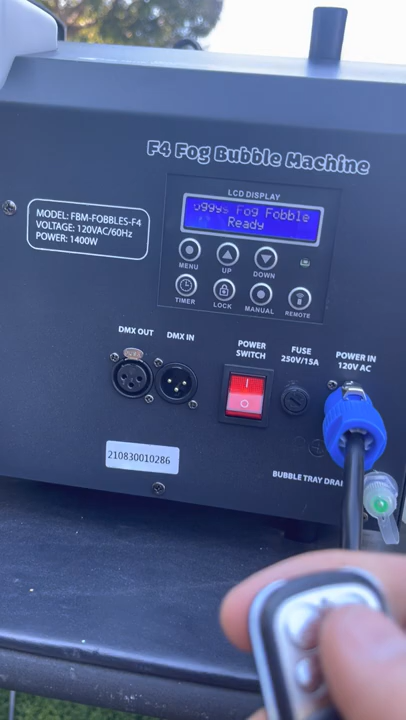 F4 Fog Bubble Machine
LCD DISPLAY
MODEL: FBM-FOBBLES-F4
VOLTAGE: 120VAC/60Hz
POWER: 1400W
oggys Fog Fobble
Ready
MENU
UP
DOWN
TIMER
LOCK
MANUAL
REMOTE
DMX OUT
DMX IN
POWER
SWITCH
FUSE
250V/15A
POWER IN
120V AC
210830010286
BUBBLE TRAY DRAI